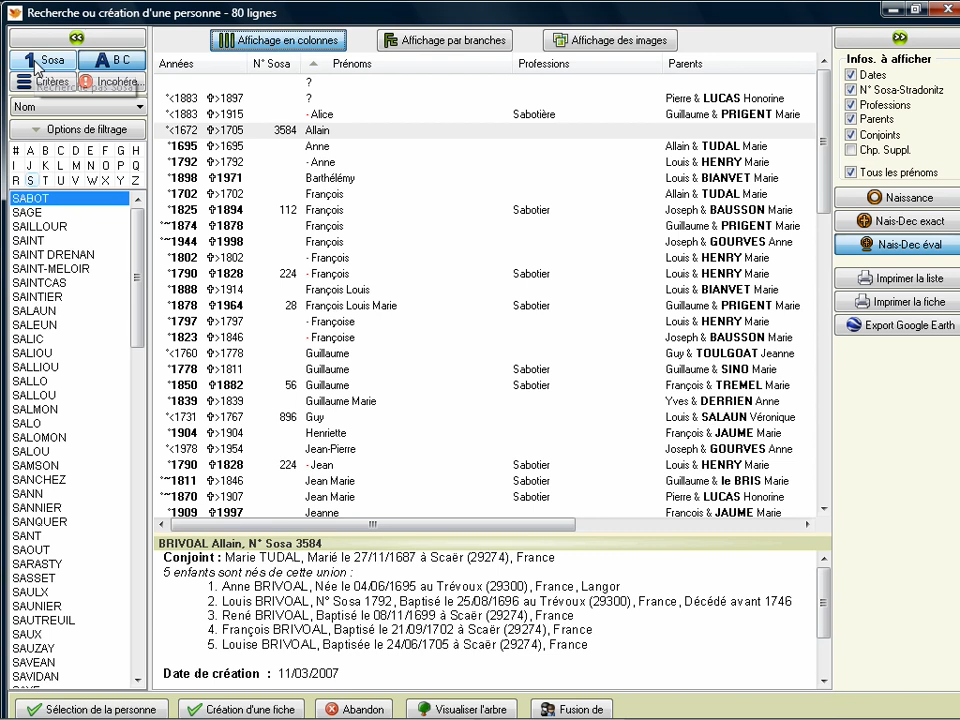 Recherche ou création d'une personne - 80 lignes
1 Sosa
A B C
Critères
Incohére.
Nom
Options de filtrage
# A B C D E F G H
I J K L M N O P Q
R S T U V W X Y Z
SABOT
SAGE
SAILLOUR
SAINT
SAINT DRENAN
SAINT-MELOIR
SAINTCAS
SAINTIER
SALAUN
SALEUN
SALIC
SALIOU
SALLIOU
SALLO
SALLOU
SALMON
SALO
SALOMON
SALOU
SAMSON
SANCHEZ
SANN
SANNIER
SANQUER
SANT
SAOUT
SARASTY
SASSET
SAULX
SAUNIER
SAUTREUIL
SAUX
SAUZAY
SAVEAN
SAVIDAN
Affichage en colonnes
Affichage par branches
Affichage des images
Années N° Sosa Prénoms Professions Parents
?
°<1883 ✞>1897 ? Pierre & LUCAS Honorine
°<1883 ✞>1915 - Alice Sabotière Guillaume & PRIGENT Marie
°<1672 ✞>1705 3584 Allain
°1695 ✞>1695 Anne Allain & TUDAL Marie
°1792 ✞>1792 - Anne Louis & HENRY Marie
°1898 ✞1971 Barthélémy Louis & BIANVET Marie
°1702 ✞>1702 François Allain & TUDAL Marie
°1825 ✞1894 112 François Sabotier Joseph & BAUSSON Marie
°~1874 ✞1878 François Guillaume & PRIGENT Marie
°~1944 ✞1998 François Joseph & GOURVES Anne
°1802 ✞>1802 - François Louis & HENRY Marie
°1790 ✞1828 224 - François Sabotier Louis & HENRY Marie
°1888 ✞>1914 François Louis Louis & BIANVET Marie
°1878 ✞1964 28 François Louis Marie Sabotier Guillaume & PRIGENT Marie
°1797 ✞>1797 - Françoise Louis & HENRY Marie
°1823 ✞>1846 - Françoise Joseph & BAUSSON Marie
°<1760 ✞>1778 Guillaume Guy & TOULGOAT Jeanne
°1778 ✞>1811 Guillaume Sabotier Guillaume & SINO Marie
°1850 ✞1882 56 Guillaume Sabotier François & TREMEL Marie
°1839 ✞>1839 Guillaume Marie Yves & DERRIEN Anne
°<1731 ✞>1767 896 Guy Louis & SALAUN Véronique
°1904 ✞>1904 Henriette François & JAUME Marie
°<1978 ✞>1954 Jean-Pierre Joseph & GOURVES Anne
°1790 ✞1828 224 - Jean Sabotier Louis & HENRY Marie
°~1811 ✞>1846 Jean Marie Sabotier Guillaume & le BRIS Marie
°~1870 ✞>1907 Jean Marie Sabotier Pierre & LUCAS Honorine
°1909 ✞1997 Jeanne François & JAUME Marie
BRIVOAL Allain, N° Sosa 3584
Conjoint : Marie TUDAL, Marié le 27/11/1687 à Scaër (29274), France
5 enfants sont nés de cette union :
1. Anne BRIVOAL, Née le 04/06/1695 au Trévoux (29300), France, Langor
2. Louis BRIVOAL, N° Sosa 1792, Baptisé le 25/08/1696 au Trévoux (29300), France, Décédé avant 1746
3. René BRIVOAL, Baptisé le 08/11/1699 à Scaër (29274), France
4. François BRIVOAL, Baptisé le 21/09/1702 à Scaër (29274), France
5. Louise BRIVOAL, Baptisée le 24/06/1705 à Scaër (29274), France
Date de création : 11/03/2007
Infos. à afficher
Dates
N° Sosa-Stradonitz
Professions
Parents
Conjoints
Chp. Suppl.
Tous les prénoms
Naissance
Nais-Dec exact
Nais-Dec éval
Imprimer la liste
Imprimer la fiche
Export Google Earth
Sélection de la personne
Création d'une fiche
Abandon
Visualiser l'arbre
Fusion de